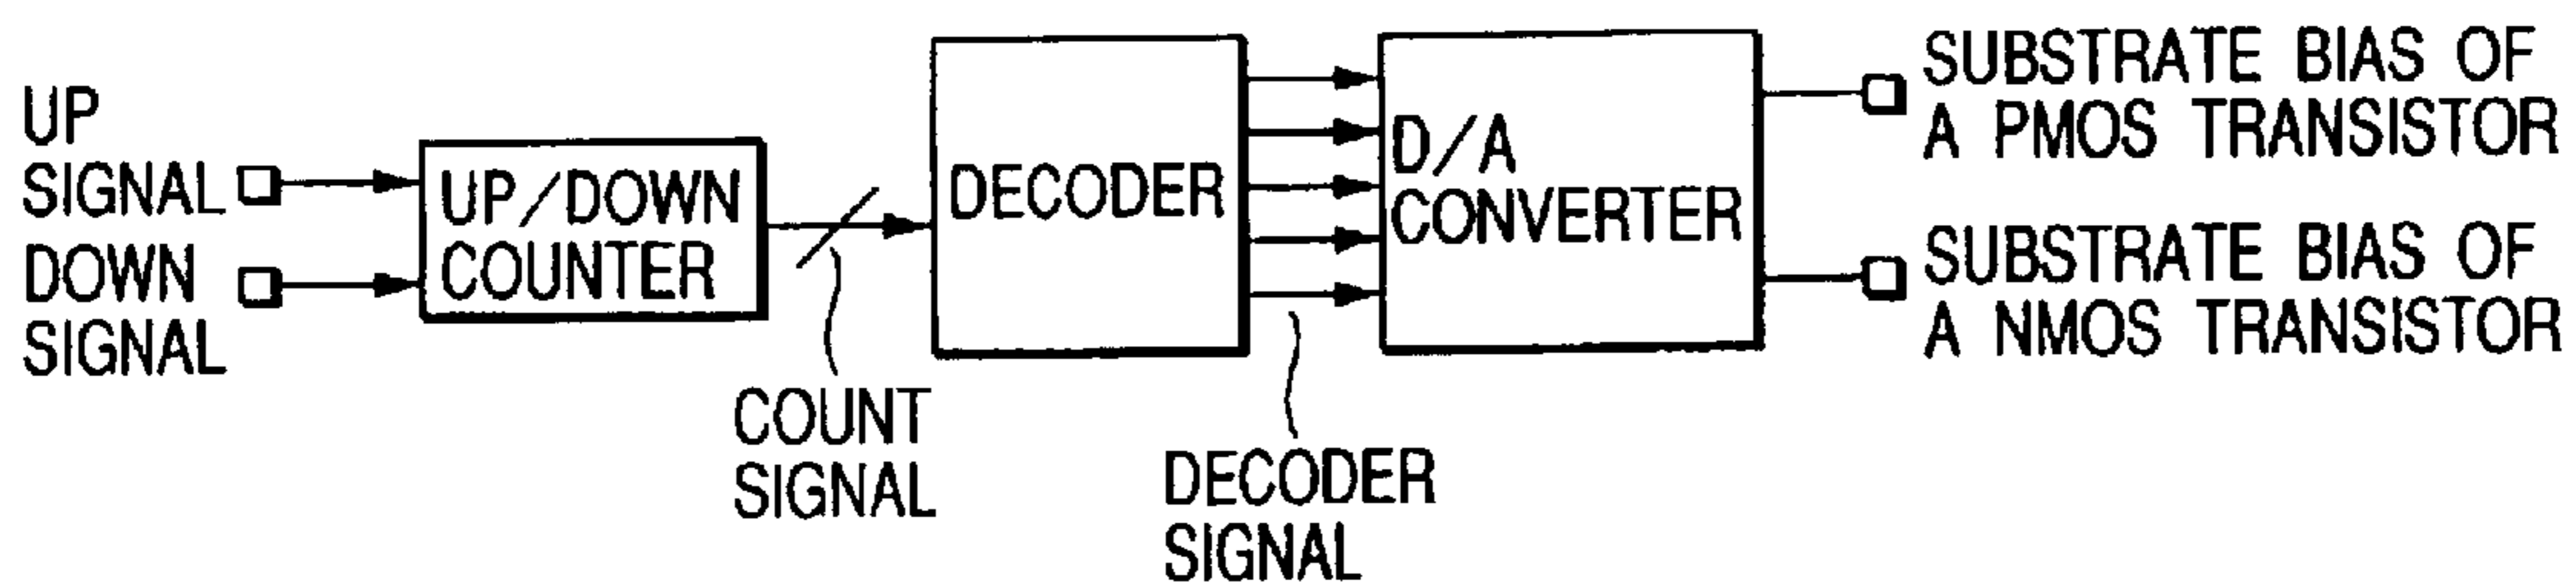 UP
SIGNAL
DOWN
SIGNAL
UP/DOWN
COUNTER
COUNT
SIGNAL
DECODER
DECODER
SIGNAL
D/A
CONVERTER
SUBSTRATE BIAS OF
A PMOS TRANSISTOR
SUBSTRATE BIAS OF
A NMOS TRANSISTOR